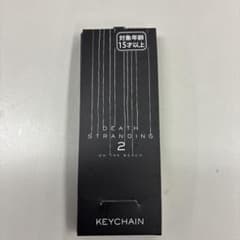 対象年齢
15才以上
DEATH
STRANDING
2
ON THE BEACH
KEYCHAIN